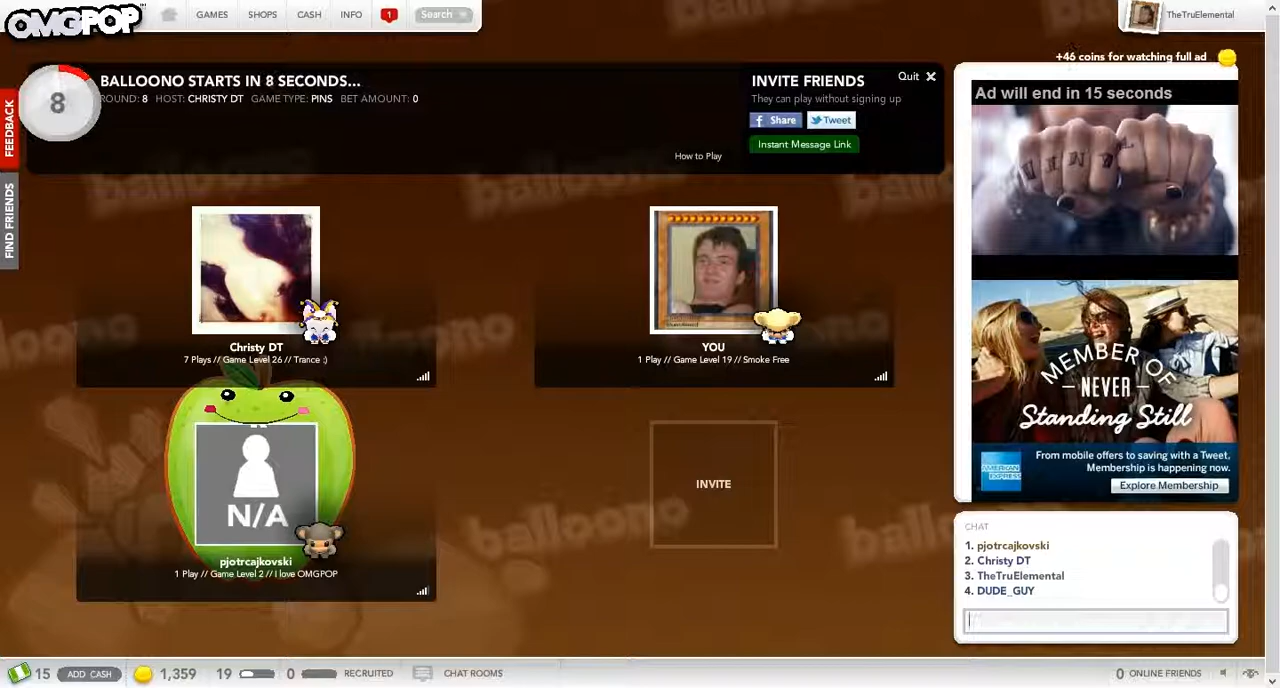 OMGPOP
GAMES
SHOPS
CASH
INFO
1
Search
TheTruElemental
+46 coins for watching full ad
FEEDBACK
FIND FRIENDS
8
BALLOONO STARTS IN 8 SECONDS...
ROUND: 8 HOST: CHRISTY DT GAME TYPE: PINS BET AMOUNT: 0
How to Play
INVITE FRIENDS
They can play without signing up
Quit
f Share
Tweet
Instant Message Link
Christy DT
7 Plays // Game Level 26 // Trance :)
YOU
1 Play // Game Level 19 // Smoke Free
N/A
pjotrcajkovski
1 Play // Game Level 2 // I love OMGPOP
INVITE
balloono
Ad will end in 15 seconds
MEMBER OF
NEVER
Standing Still
AMERICAN EXPRESS
From mobile offers to saving with a Tweet,
Membership is happening now.
Explore Membership
CHAT
1. pjotrcajkovski
2. Christy DT
3. TheTruElemental
4. DUDE_GUY
15
ADD CASH
1,359
19
0
RECRUITED
CHAT ROOMS
0 ONLINE FRIENDS